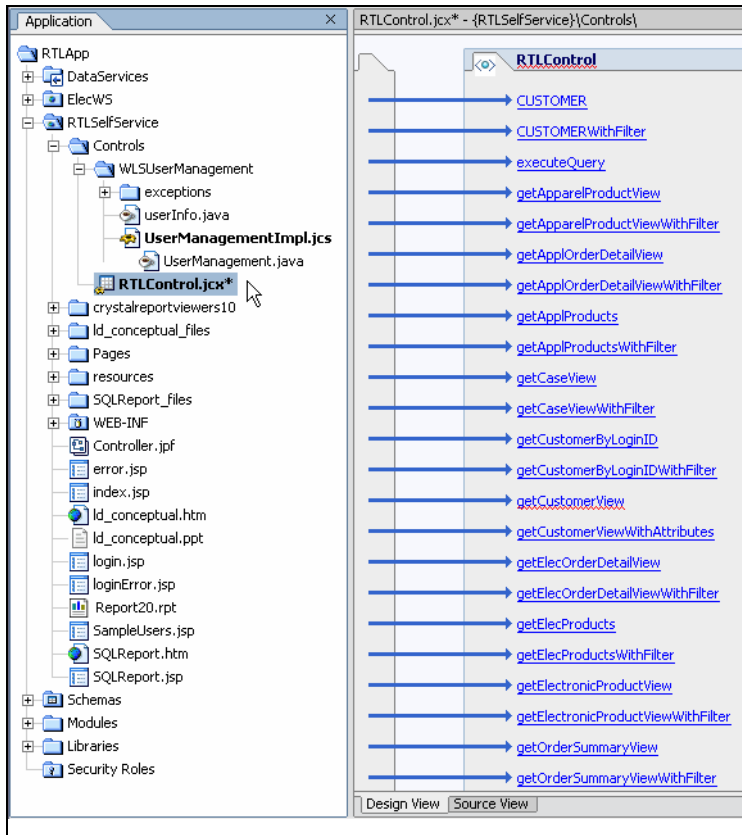 Application
RTLApp
DataServices
ElecWS
RTLSelfService
Controls
WLSUserManagement
exceptions
userInfo.java
UserManagementImpl.jcs
UserManagement.java
RTLControl.jcx*
crystalreportviewers10
ld_conceptual_files
Pages
resources
SQLReport_files
WEB-INF
Controller.jpf
error.jsp
index.jsp
ld_conceptual.htm
ld_conceptual.ppt
login.jsp
loginError.jsp
Report20.rpt
SampleUsers.jsp
SQLReport.htm
SQLReport.jsp
Schemas
Modules
Libraries
Security Roles
RTLControl.jcx* - {RTLSelfService}\Controls\
RTLControl
CUSTOMER
CUSTOMERWithFilter
executeQuery
getApparelProductView
getApparelProductViewWithFilter
getApplOrderDetailView
getApplOrderDetailViewWithFilter
getApplProducts
getApplProductsWithFilter
getCaseView
getCaseViewWithFilter
getCustomerByLoginID
getCustomerByLoginIDWithFilter
getCustomerView
getCustomerViewWithAttributes
getElecOrderDetailView
getElecOrderDetailViewWithFilter
getElecProducts
getElecProductsWithFilter
getElectronicProductView
getElectronicProductViewWithFilter
getOrderSummaryView
getOrderSummaryViewWithFilter
Design View Source View